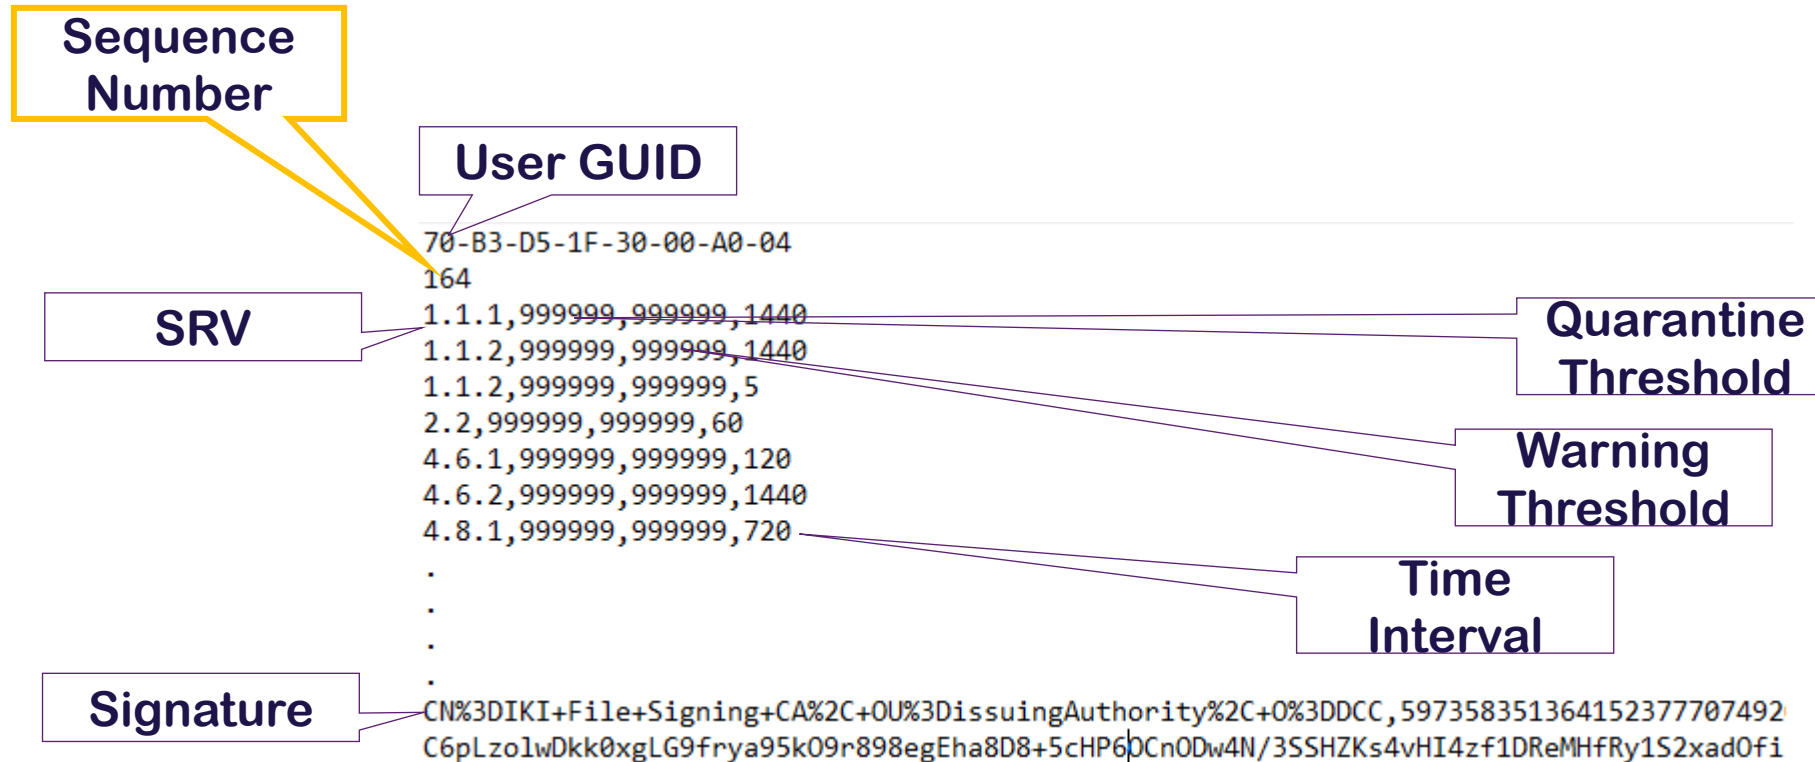 Sequence
Number
User GUID
70-B3-D5-1F-30-00-A0-04
164
SRV
1.1.1,999999,999999,1440
Quarantine
Threshold
1.1.2,999999,999999,1440
1.1.2,999999,999999,5
2.2,999999,999999,60
Warning
Threshold
4.6.1,999999,999999,120
4.6.2,999999,999999,1440
4.8.1,999999,999999,720
Time
Interval
.
.
.
.
Signature
CN%3DIKI+File+Signing+CA%2C+OU%3DissuingAuthority%2C+O%3DDCC,5973583513641523777074920
C6pLzolwDkk0xgLG9frya95kO9r898egEha8D8+5cHP6OCnODw4N/3SSHZKs4vHI4zf1DReMHfRy1S2xadOfi